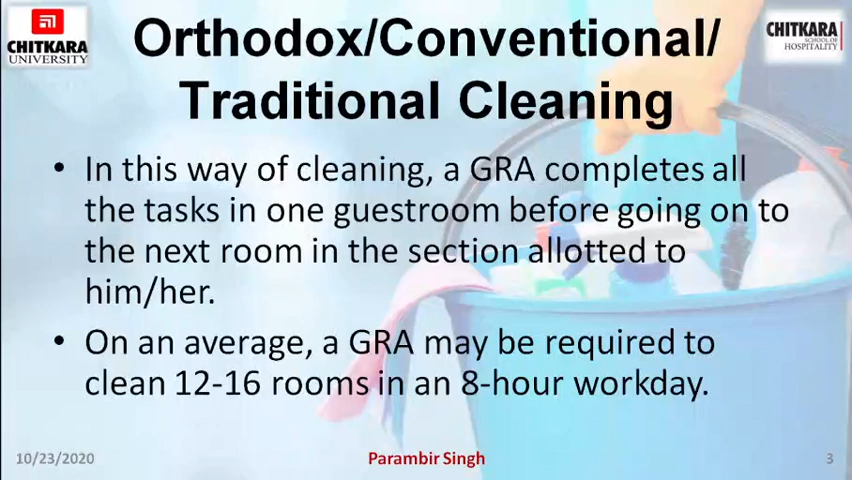 CHITKARA
UNIVERSITY
Orthodox/Conventional/
Traditional Cleaning
CHITKARA
SCHOOL OF
HOSPITALITY
• In this way of cleaning, a GRA completes all
the tasks in one guestroom before going on to
the next room in the section allotted to
him/her.
• On an average, a GRA may be required to
clean 12-16 rooms in an 8-hour workday.
10/23/2020
Parambir Singh
3